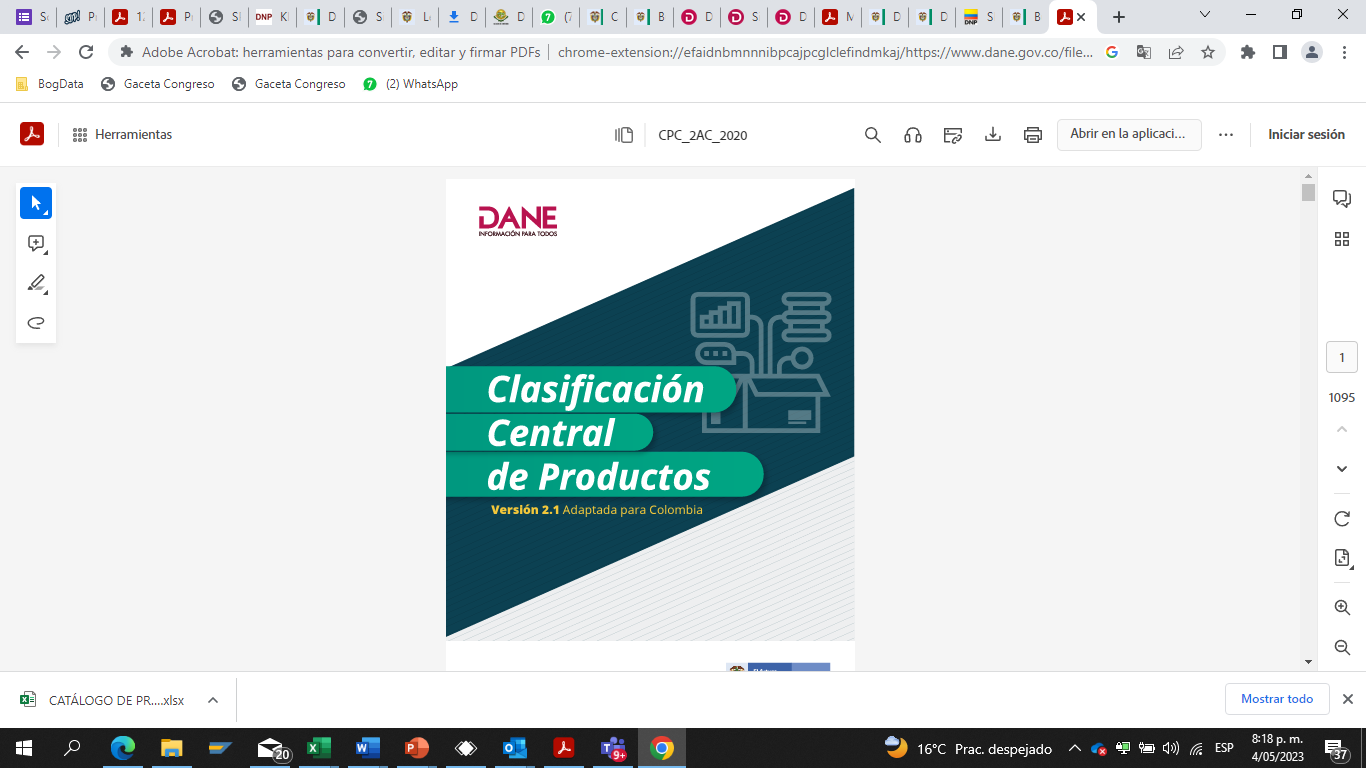 Adobe Acrobat: herramientas para convertir, editar y firmar PDFs | chrome-extension://efaidnbmnnnibpcajpcglclefindmkaj/https://www.dane.gov.co/file...
BogData
Gaceta Congreso
Gaceta Congreso
(2) WhatsApp
Herramientas
CPC_2AC_2020
Abrir en la aplicaci...
Iniciar sesión
DANE
INFORMACIÓN PARA TODOS
Clasificación
Central
de Productos
Versión 2.1 Adaptada para Colombia
1
1095
CATÁLOGO DE PR....xlsx
Mostrar todo
20
9+
16°C Prac. despejado
ESP
8:18 p. m.
4/05/2023
37